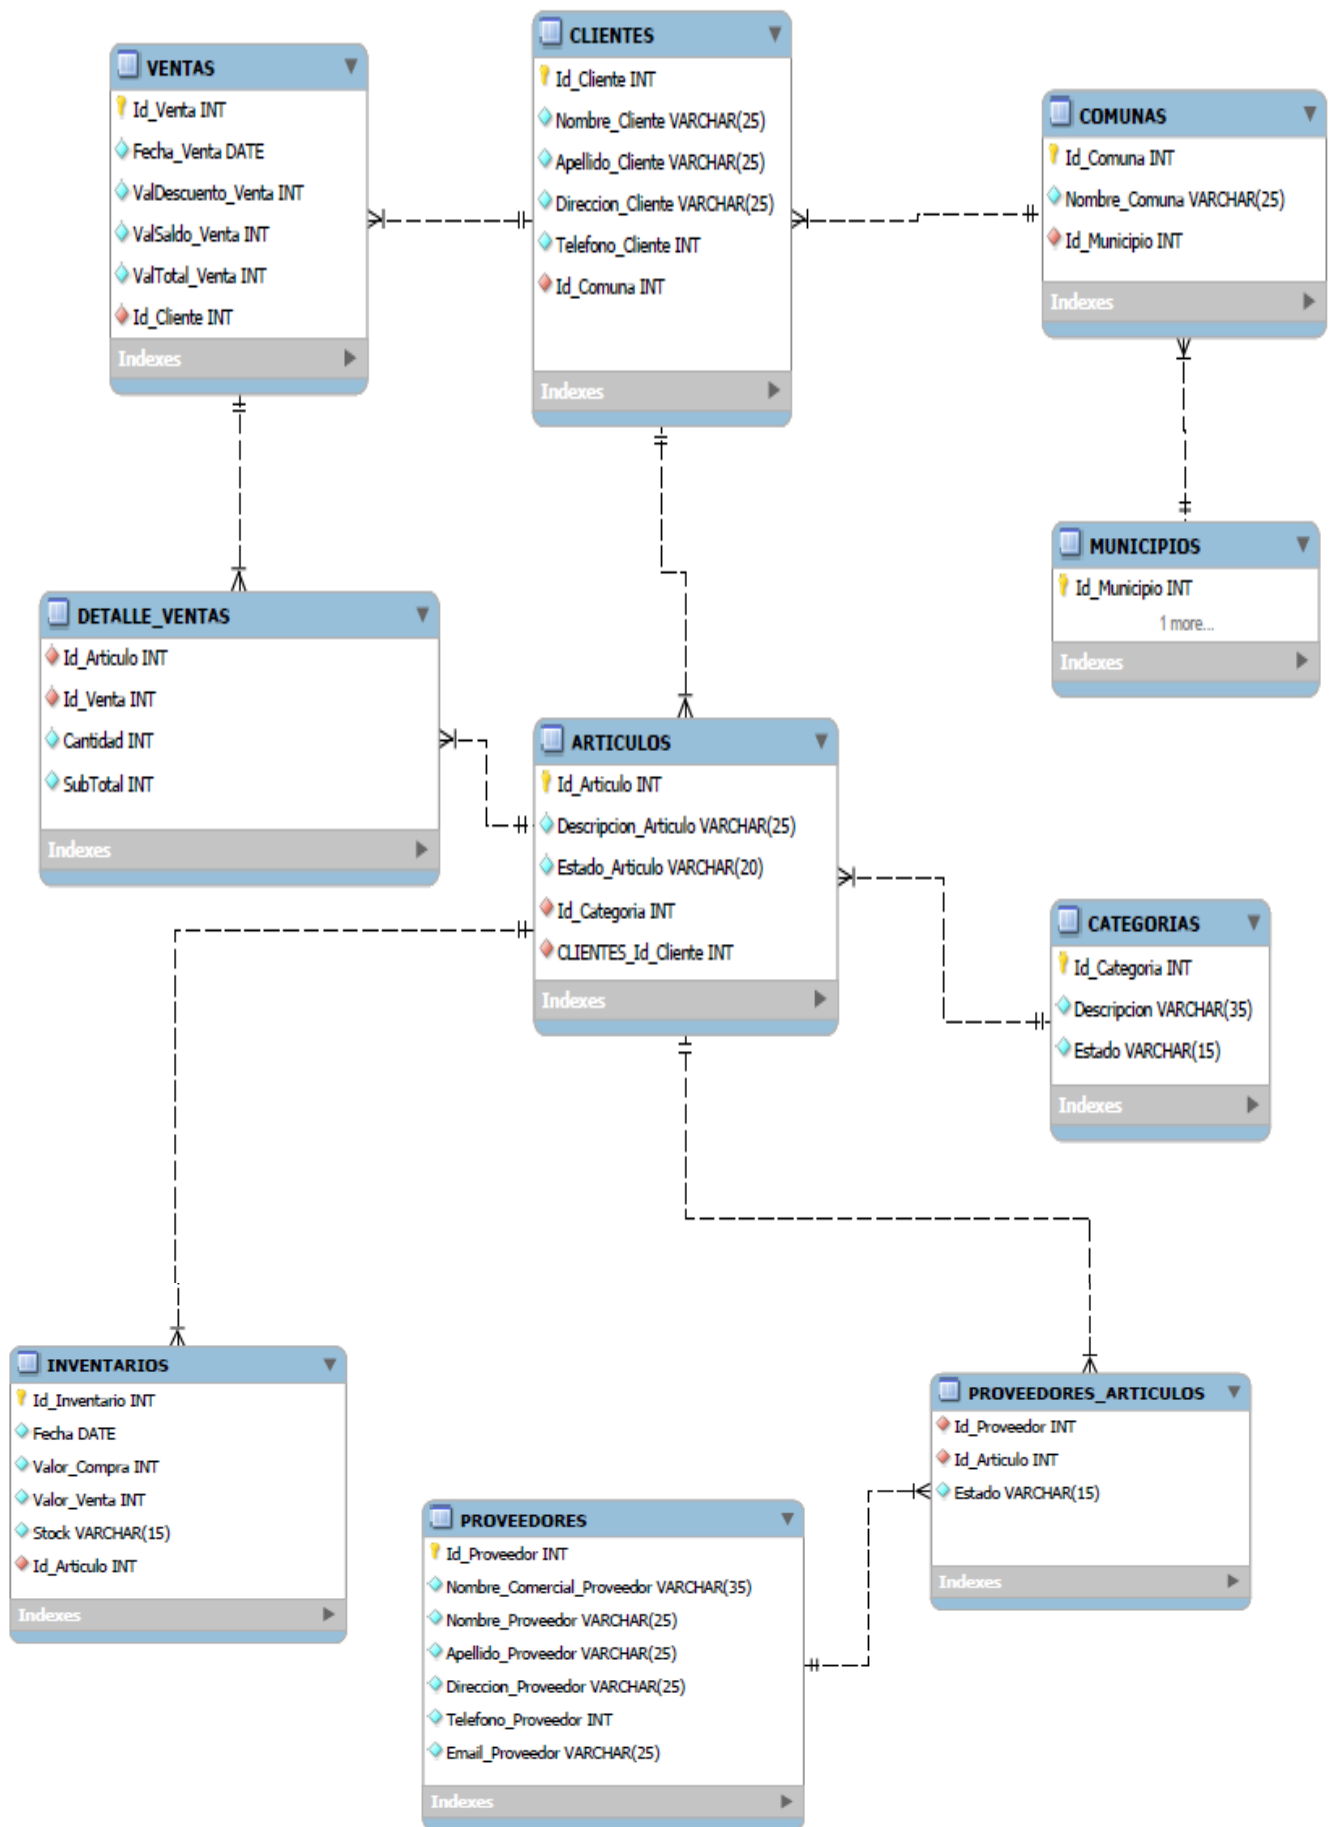 VENTAS
Id_Venta INT
Fecha_Venta DATE
ValDescuento_Venta INT
ValSaldo_Venta INT
ValTotal_Venta INT
Id_Cliente INT
Indexes
CLIENTES
Id_Cliente INT
Nombre_Cliente VARCHAR(25)
Apellido_Cliente VARCHAR(25)
Direccion_Cliente VARCHAR(25)
Telefono_Cliente INT
Id_Comuna INT
Indexes
COMUNAS
Id_Comuna INT
Nombre_Comuna VARCHAR(25)
Id_Municipio INT
Indexes
MUNICIPIOS
Id_Municipio INT
1 more...
Indexes
DETALLE_VENTAS
Id_Articulo INT
Id_Venta INT
Cantidad INT
SubTotal INT
Indexes
ARTICULOS
Id_Articulo INT
Descripcion_Articulo VARCHAR(25)
Estado_Articulo VARCHAR(20)
Id_Categoria INT
CLIENTES_Id_Cliente INT
Indexes
CATEGORIAS
Id_Categoria INT
Descripcion VARCHAR(35)
Estado VARCHAR(15)
Indexes
INVENTARIOS
Id_Inventario INT
Fecha DATE
Valor_Compra INT
Valor_Venta INT
Stock VARCHAR(15)
Id_Articulo INT
Indexes
PROVEEDORES
Id_Proveedor INT
Nombre_Comercial_Proveedor VARCHAR(35)
Nombre_Proveedor VARCHAR(25)
Apellido_Proveedor VARCHAR(25)
Direccion_Proveedor VARCHAR(25)
Telefono_Proveedor INT
Email_Proveedor VARCHAR(25)
Indexes
PROVEEDORES_ARTICULOS
Id_Proveedor INT
Id_Articulo INT
Estado VARCHAR(15)
Indexes